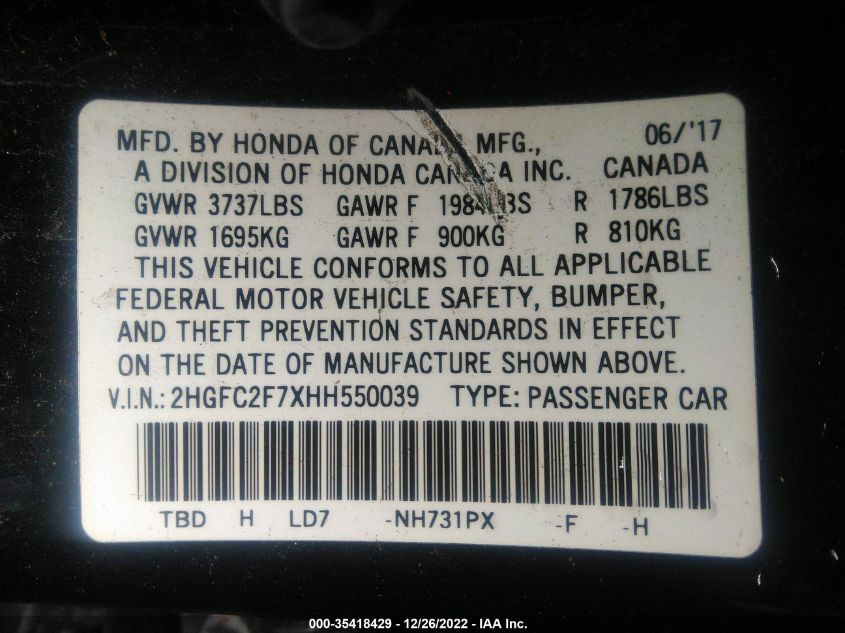 MFD. BY HONDA OF CANADA MFG., 06/'17
A DIVISION OF HONDA CANADA INC. CANADA
GVWR 3737LBS GAWR F 1984LBS R 1786LBS
GVWR 1695KG GAWR F 900KG R 810KG
THIS VEHICLE CONFORMS TO ALL APPLICABLE
FEDERAL MOTOR VEHICLE SAFETY, BUMPER,
AND THEFT PREVENTION STANDARDS IN EFFECT
ON THE DATE OF MANUFACTURE SHOWN ABOVE.
V.I.N.: 2HGFC2F7XHH550039 TYPE: PASSENGER CAR
TBD H LD7 -NH731PX -F -H
000-35418429 - 12/26/2022 - IAA Inc.